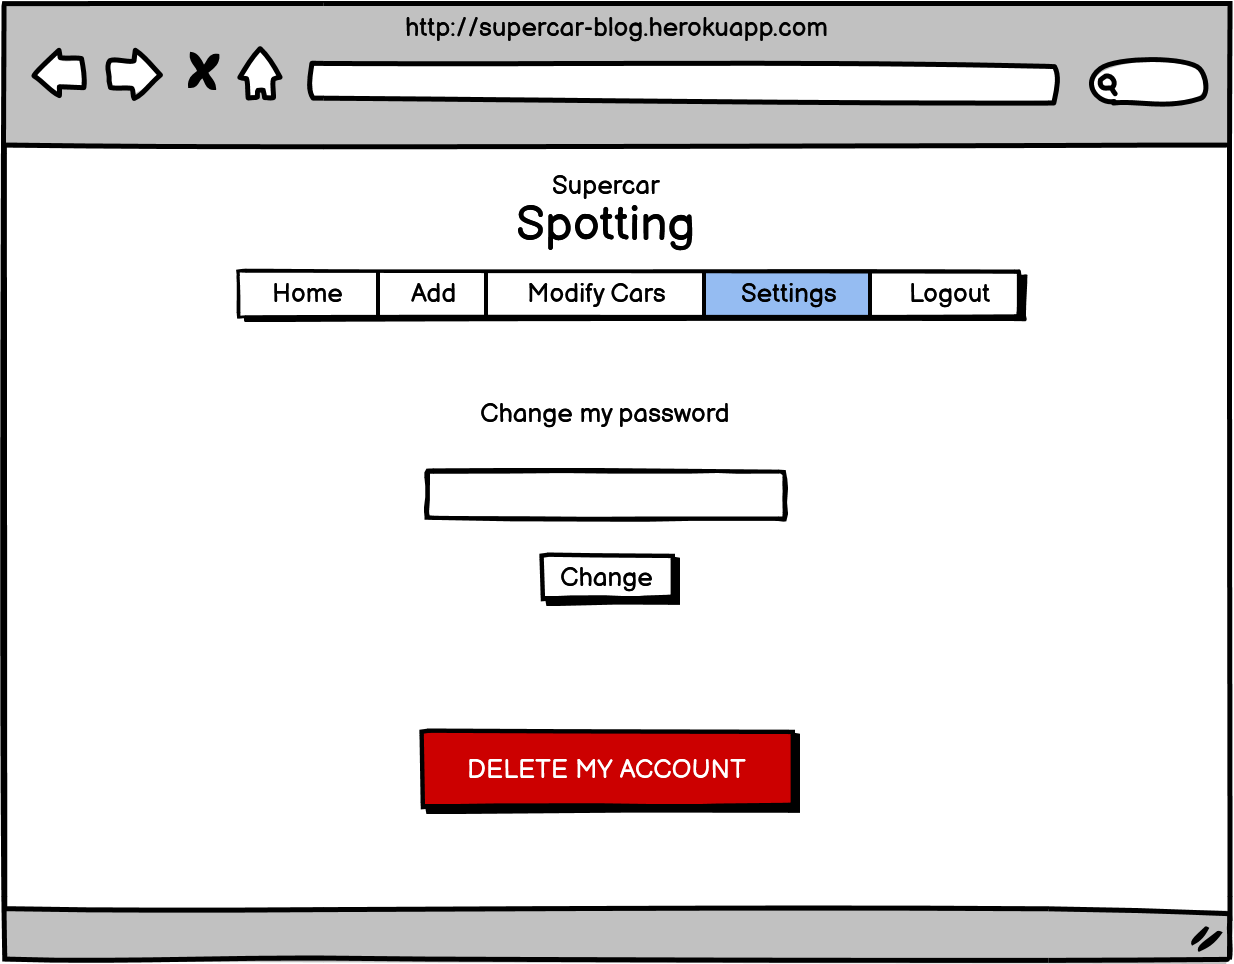 http://supercar-blog.herokuapp.com
Supercar
Spotting
Home Add Modify Cars Settings Logout
Change my password
Change
DELETE MY ACCOUNT